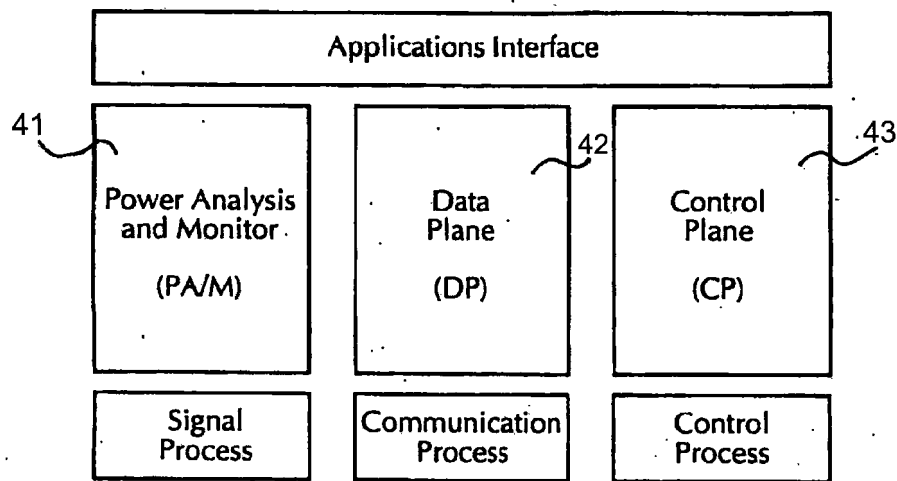 Applications Interface
41
42
43
Power Analysis
and Monitor
(PA/M)
Data
Plane
(DP)
Control
Plane
(CP)
Signal
Process
Communication
Process
Control
Process